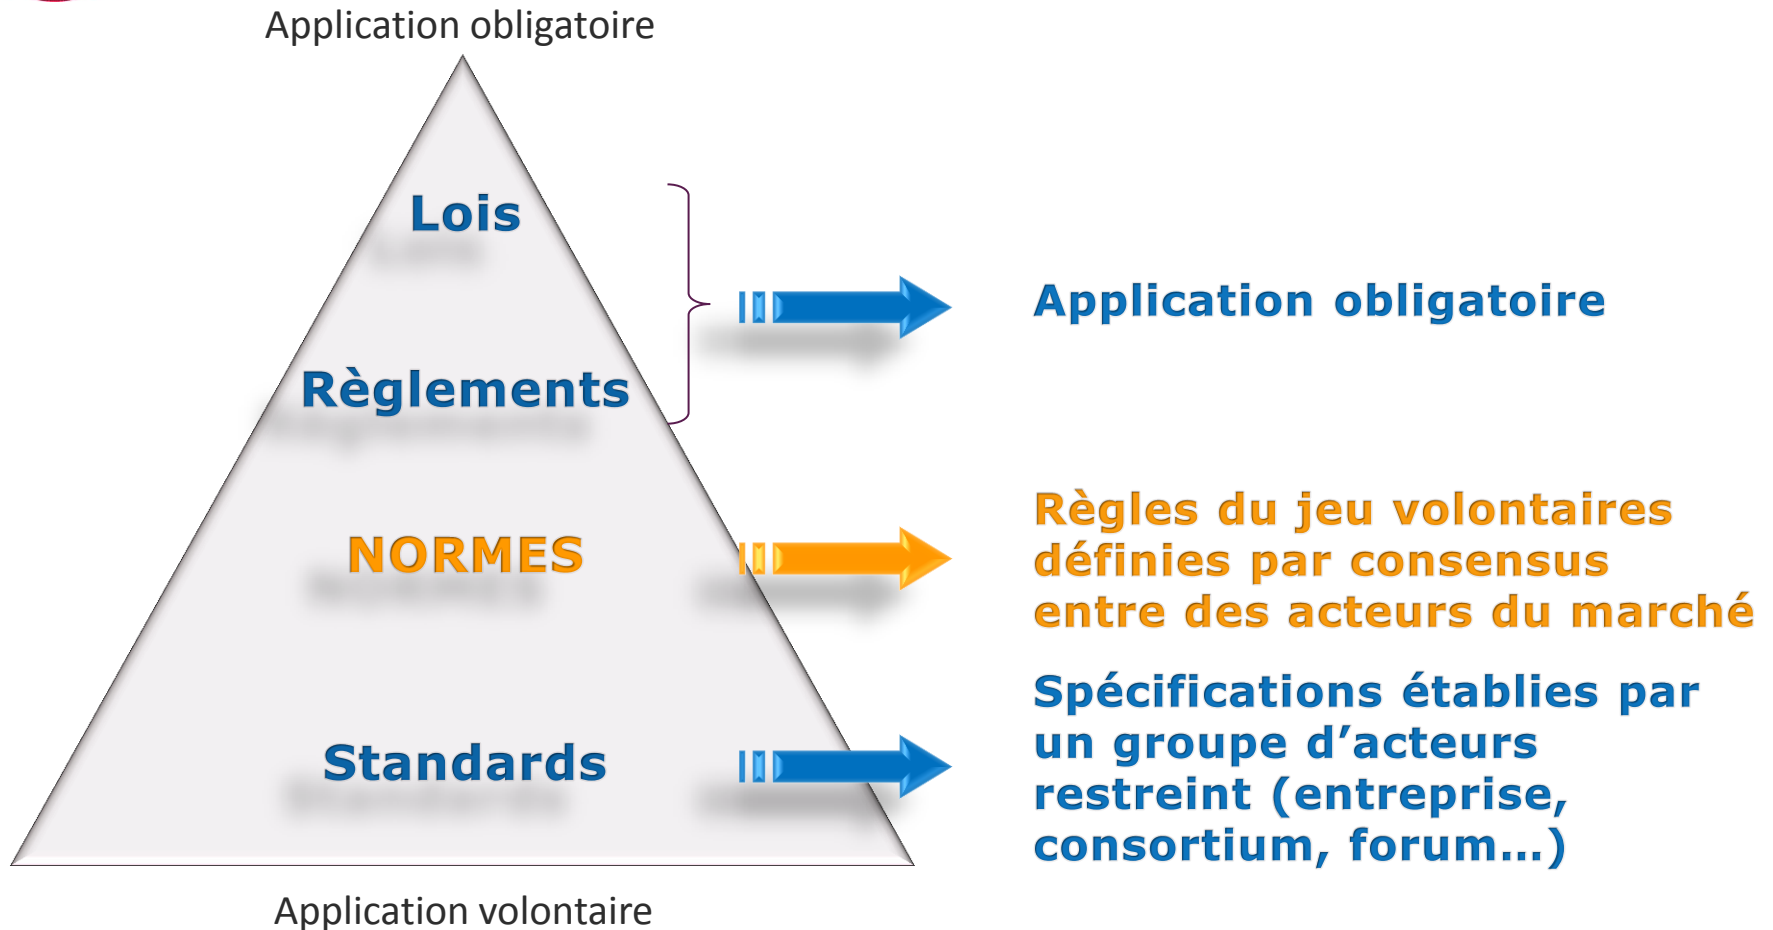 Application obligatoire
Lois
Règlements
Application obligatoire
NORMES
Règles du jeu volontaires
définies par consensus
entre des acteurs du marché
Standards
Spécifications établies par
un groupe d’acteurs
restreint (entreprise,
consortium, forum…)
Application volontaire